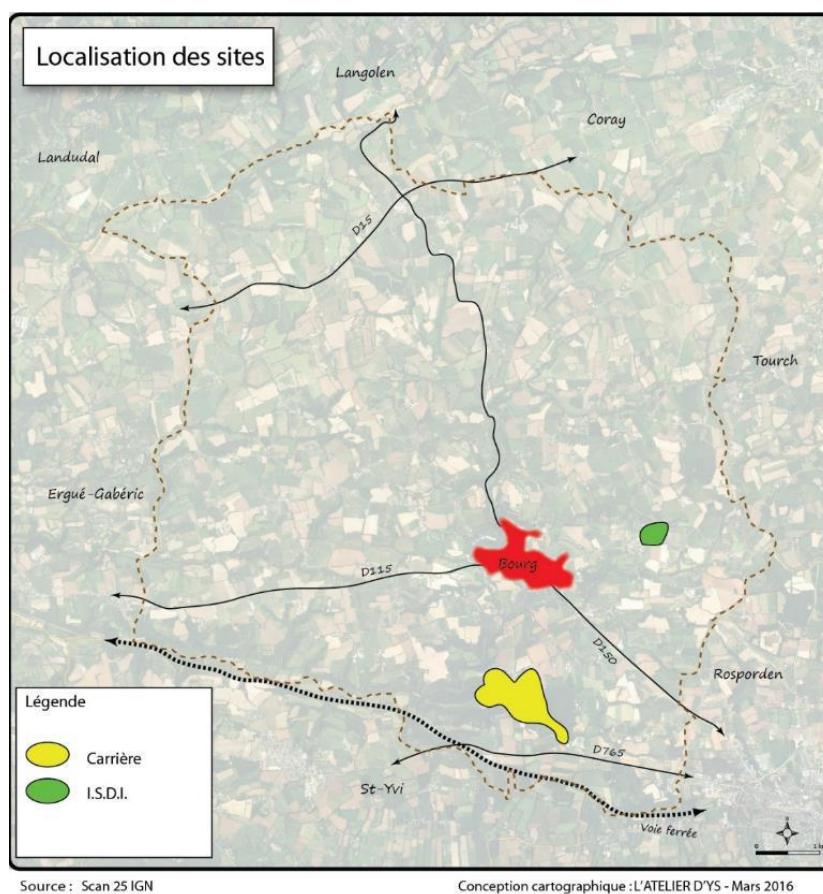 Localisation des sites
Langolen
Coray
Landudal
D15
Tourch
Ergué-Gabéric
Bourg
D115
D150
Rosporden
Légende
Carrière
I.S.D.I.
D765
St-Yvi
Voie ferrée
Source : Scan 25 IGN
Conception cartographique : L'ATELIER D'YS - Mars 2016